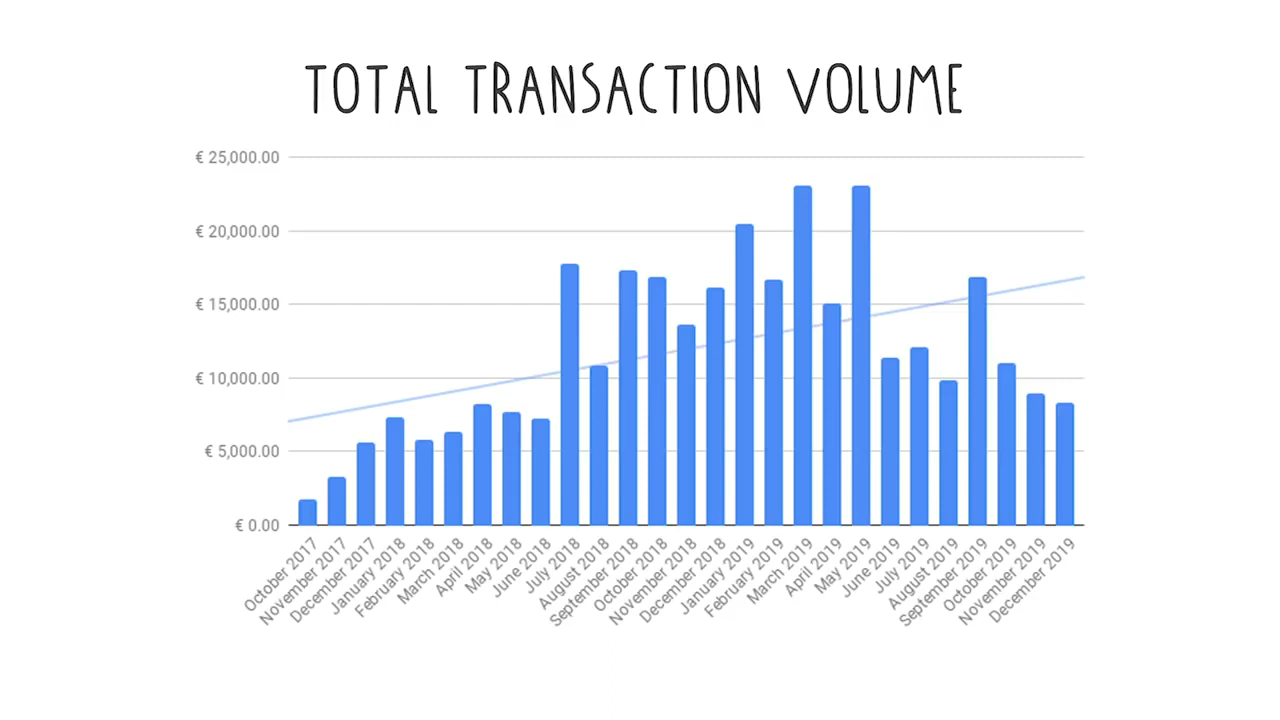 TOTAL TRANSACTION VOLUME
€ 25,000.00
€ 20,000.00
€ 15,000.00
€ 10,000.00
€ 5,000.00
€ 0.00
October 2017
November 2017
December 2017
January 2018
February 2018
March 2018
April 2018
May 2018
June 2018
July 2018
August 2018
September 2018
October 2018
November 2018
December 2018
January 2019
February 2019
March 2019
April 2019
May 2019
June 2019
July 2019
August 2019
September 2019
October 2019
November 2019
December 2019